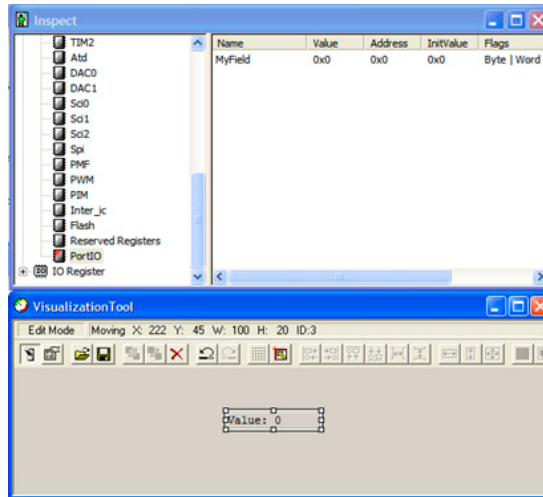 Inspect
TIM2
Atd
DAC0
DAC1
Sci0
Sci1
Sci2
Spi
PMF
PWM
PIM
Inter_ic
Flash
Reserved Registers
PortIO
IO Register
Name Value Address InitValue Flags
MyField 0x0 0x0 0x0 Byte | Word
VisualizationTool
Edit Mode Moving X: 222 Y: 45 W: 100 H: 20 ID:3
Value: 0